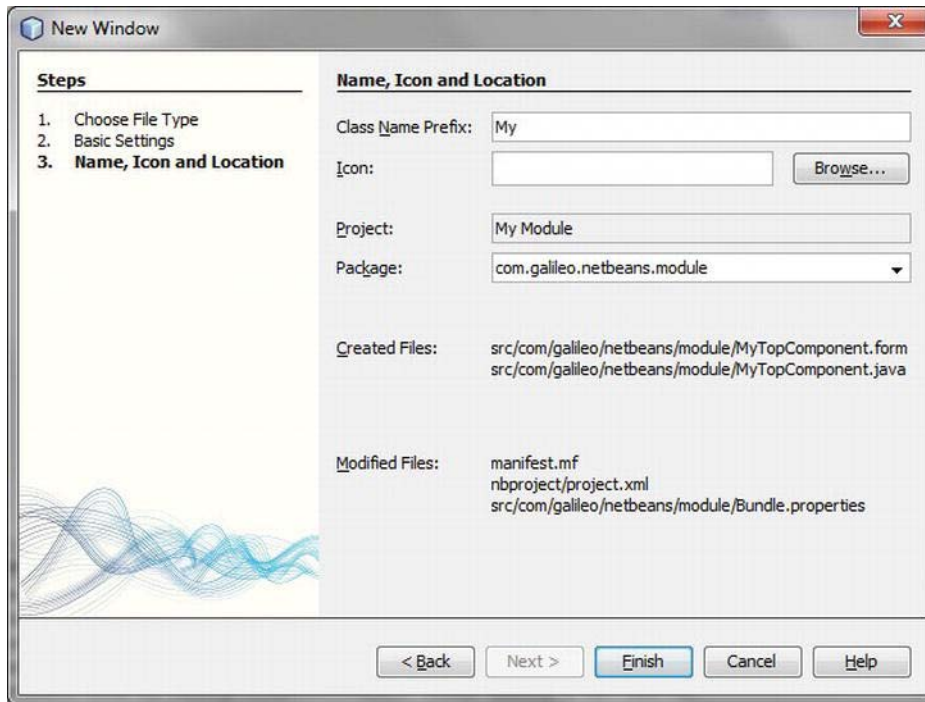 New Window
Steps
1. Choose File Type
2. Basic Settings
3. Name, Icon and Location
Name, Icon and Location
Class Name Prefix: My
Icon: Browse...
Project: My Module
Package: com.galileo.netbeans.module
Created Files: src/com/galileo/netbeans/module/MyTopComponent.form
src/com/galileo/netbeans/module/MyTopComponent.java
Modified Files: manifest.mf
nbproject/project.xml
src/com/galileo/netbeans/module/Bundle.properties
< Back Next > Finish Cancel Help